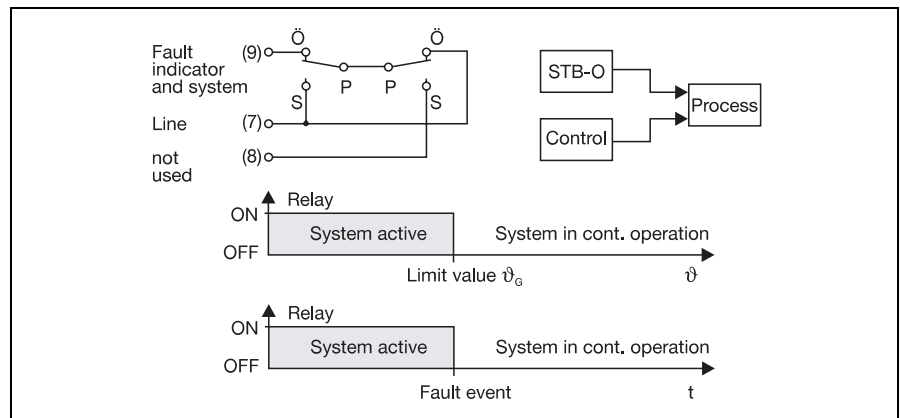 Ö Ö
Fault (9)
indicator
and system
P P
S S
Line (7)
not (8)
used
STB-O
Process
Control
Relay
ON
System active System in cont. operation
OFF
Limit value ϑG ϑ
Relay
ON
System active System in cont. operation
OFF
Fault event t